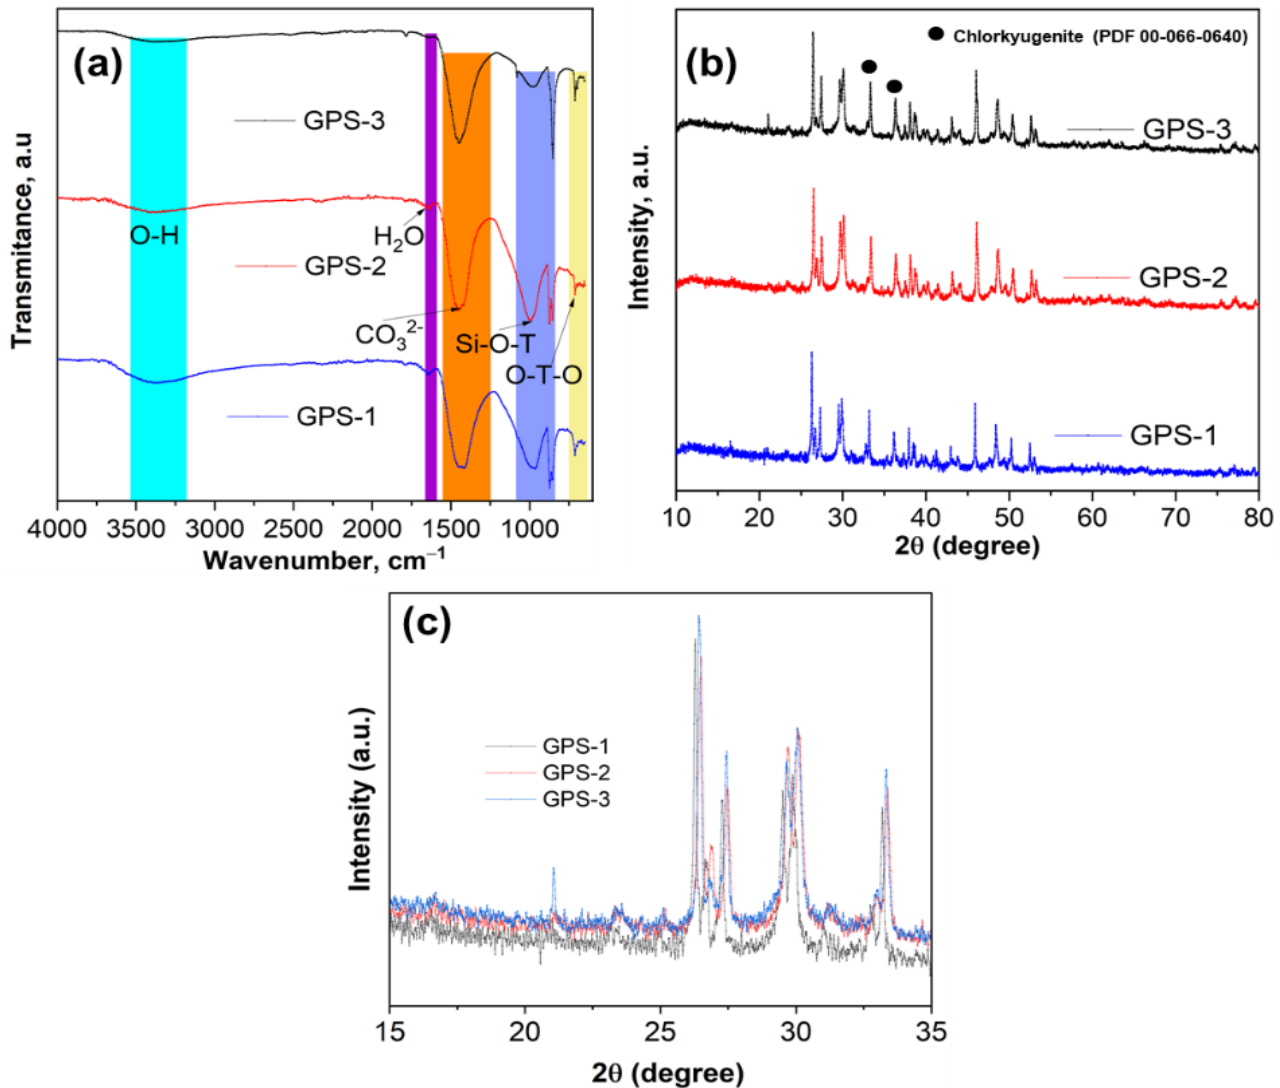 (a)
GPS-3
O-H
H₂O
GPS-2
CO₃²⁻
Si-O-T
O-T-O
GPS-1
Transmitance, a.u
4000 3500 3000 2500 2000 1500 1000
Wavenumber, cm⁻¹
(b)
Chlorkyugenite (PDF 00-066-0640)
GPS-3
GPS-2
GPS-1
Intensity, a.u.
10 20 30 40 50 60 70 80
2θ (degree)
(c)
GPS-1
GPS-2
GPS-3
Intensity (a.u.)
15 20 25 30 35
2θ (degree)